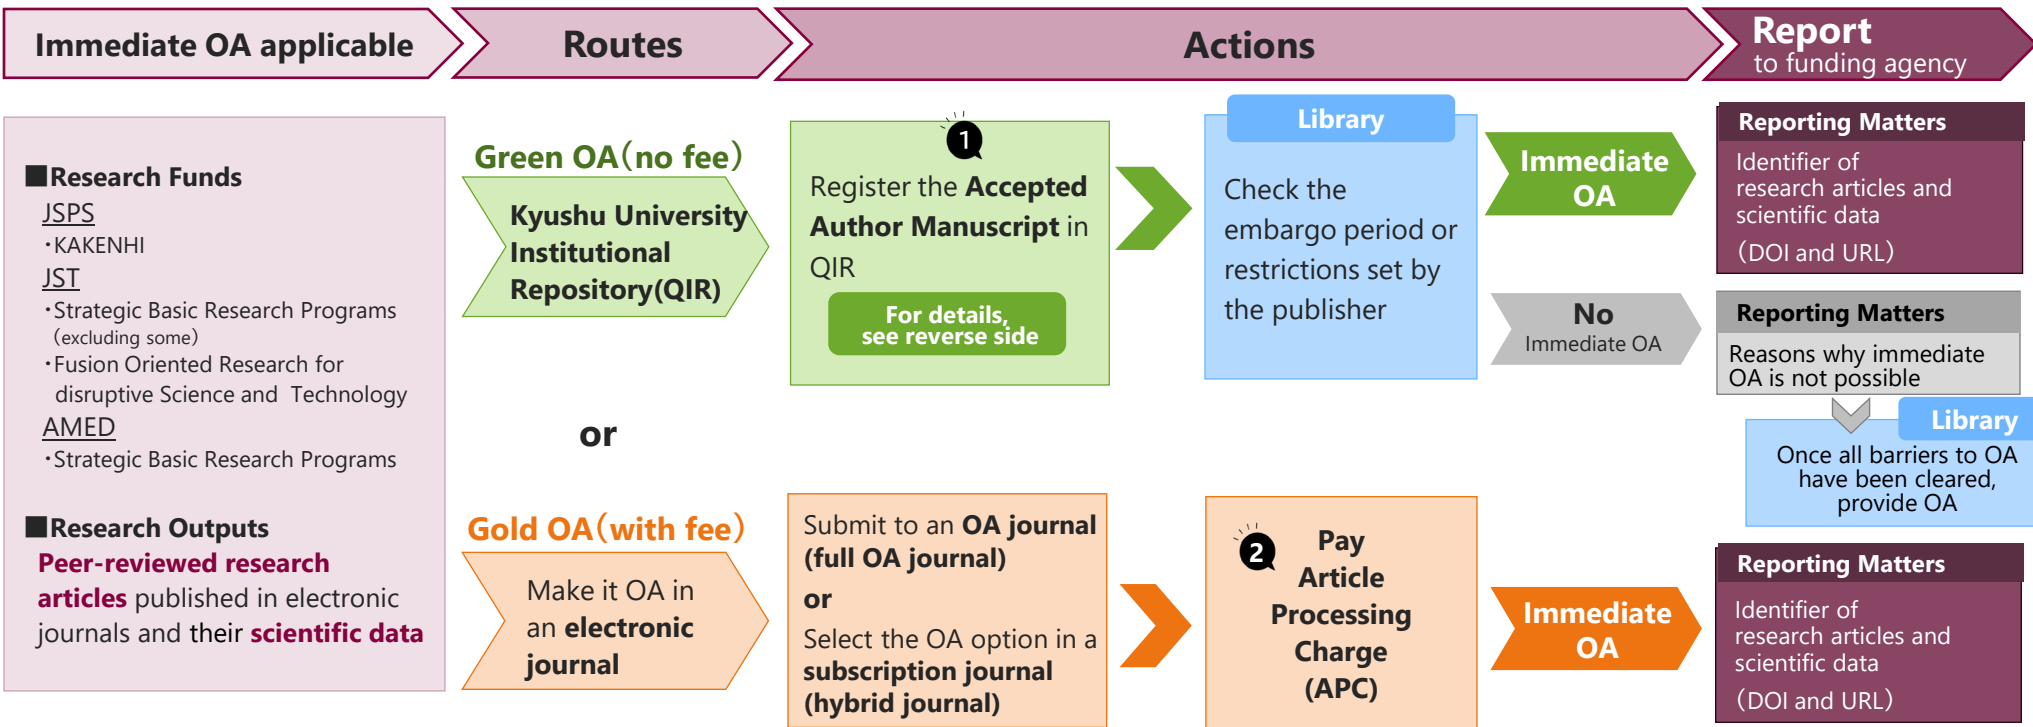 Immediate OA applicable
Routes
Actions
Report
to funding agency
■Research Funds
JSPS
・KAKENHI
JST
・Strategic Basic Research Programs
(excluding some)
・Fusion Oriented Research for
disruptive Science and Technology
AMED
・Strategic Basic Research Programs
■Research Outputs
Peer-reviewed research
articles published in electronic
journals and their scientific data
Green OA(no fee)
Kyushu University
Institutional
Repository(QIR)
or
Gold OA(with fee)
Make it OA in
an electronic
journal
1
Register the Accepted
Author Manuscript in
QIR
For details,
see reverse side
Library
Check the
embargo period or
restrictions set by
the publisher
Immediate
OA
No
Immediate OA
Reporting Matters
Identifier of
research articles and
scientific data
(DOI and URL)
Reporting Matters
Reasons why immediate
OA is not possible
Library
Once all barriers to OA
have been cleared,
provide OA
Submit to an OA journal
(full OA journal)
or
Select the OA option in a
subscription journal
(hybrid journal)
2
Pay
Article
Processing
Charge
(APC)
Immediate
OA
Reporting Matters
Identifier of
research articles and
scientific data
(DOI and URL)